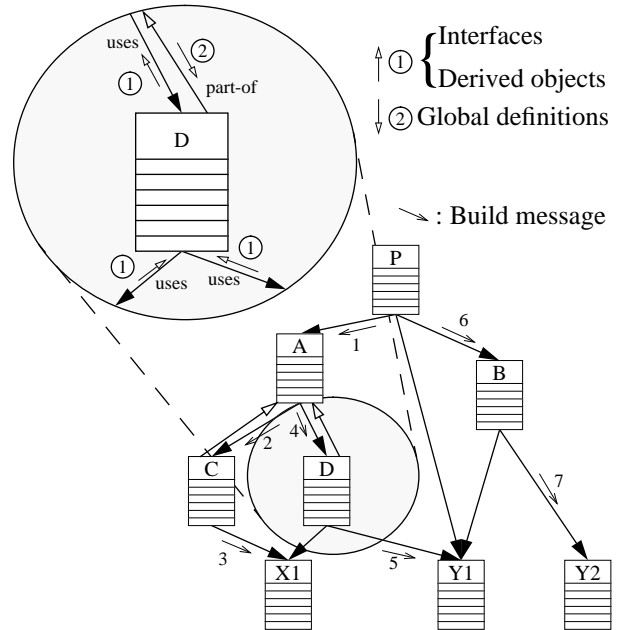 uses
2
1
part-of
D
1
1
uses
uses
1
Interfaces
Derived objects
2
Global definitions
: Build message
P
1
6
A
B
2
4
7
C
D
3
5
X1
Y1
Y2